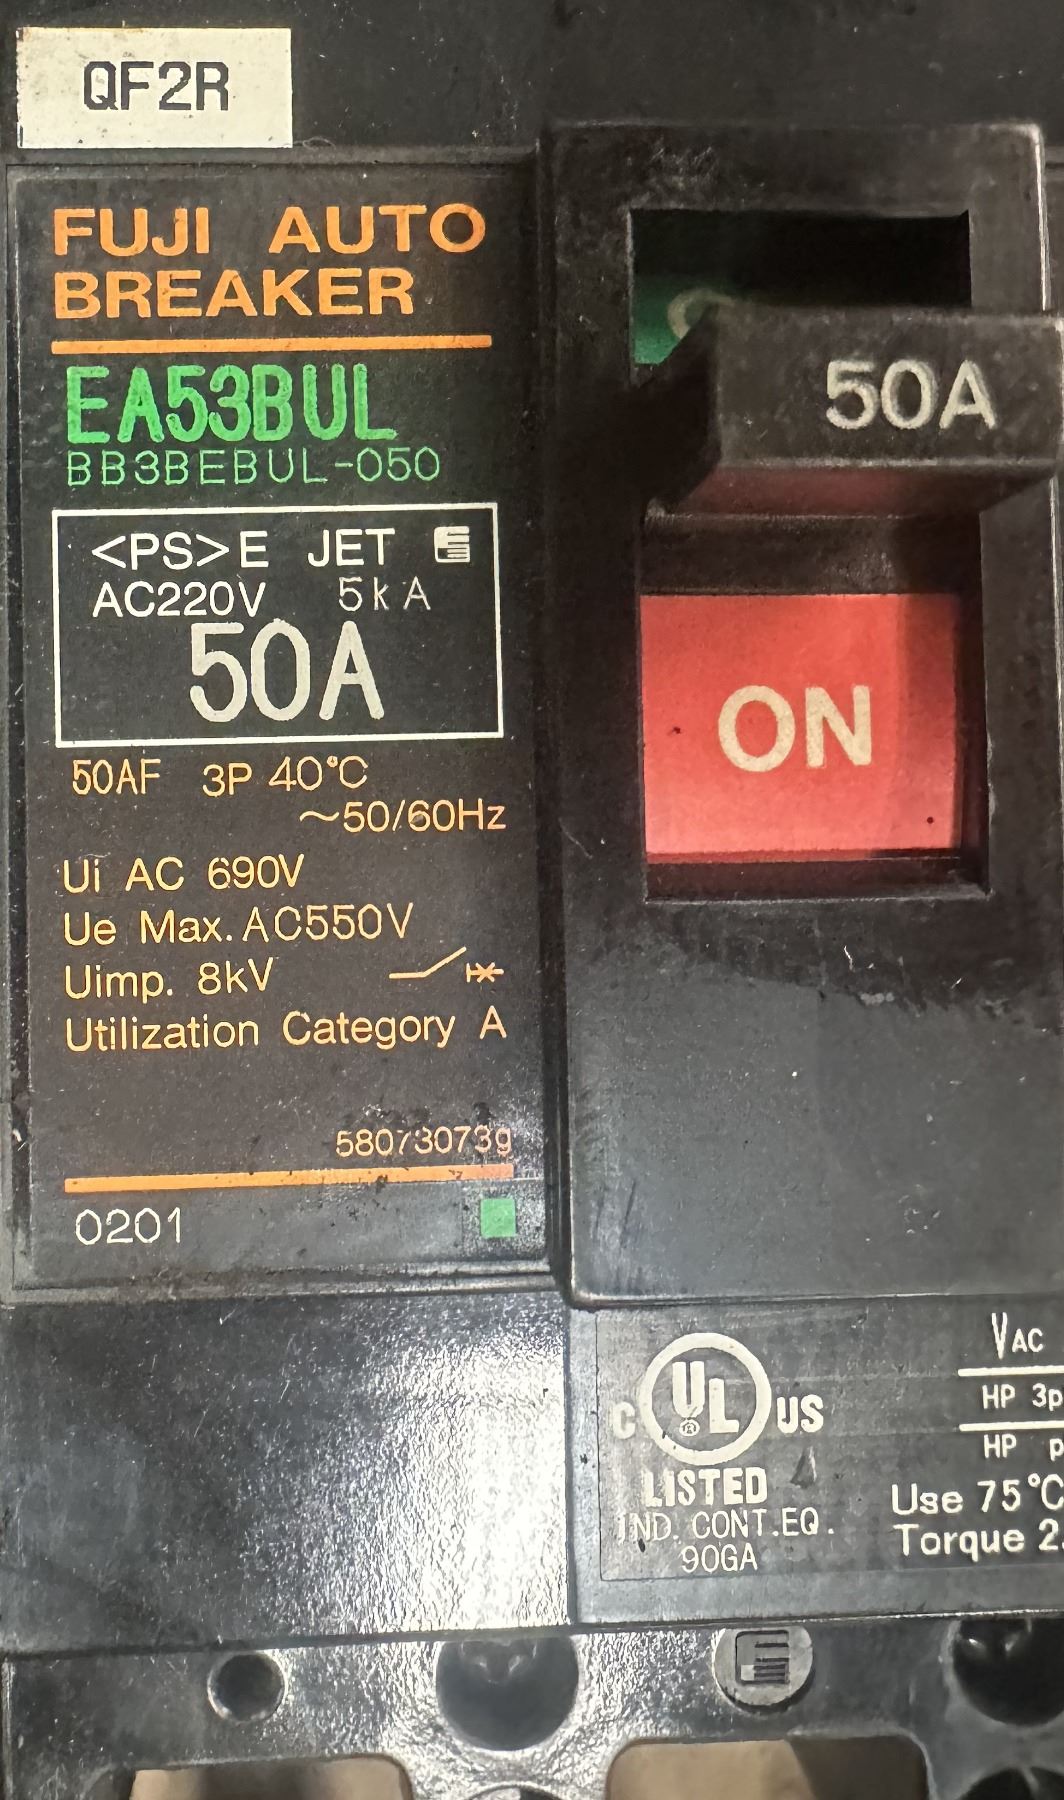 QF2R
FUJI AUTO
BREAKER
EA53BUL
BB3BEBUL-050
<PS>E JET
AC220V 5kA
50A
50AF 3P 40°C
~50/60Hz
Ui AC 690V
Ue Max. AC550V
Uimp. 8kV
Utilization Category A
58073073g
0201
50A
ON
C UL® US
LISTED
IND. CONT.EQ.
90GA
VAC
HP 3p
HP p
Use 75°C
Torque 2.